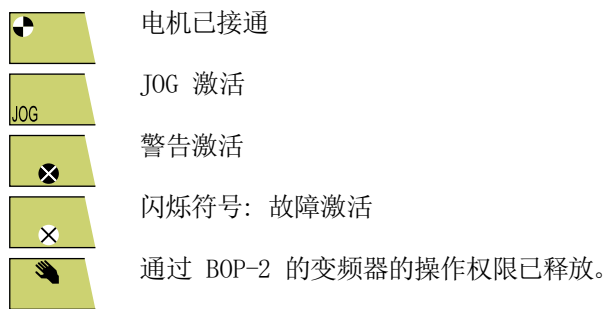 电机已接通
JOG 激活
JOG
警告激活
闪烁符号: 故障激活
通过 BOP-2 的变频器的操作权限已释放。